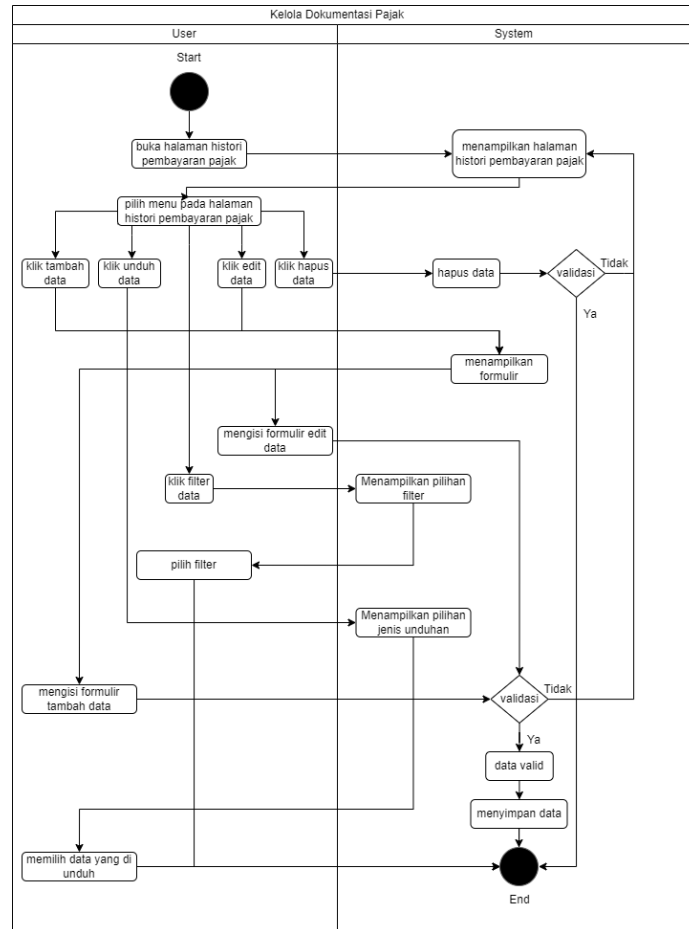 Kelola Dokumentasi Pajak
User
System
Start
buka halaman histori
pembayaran pajak
menampilkan halaman
histori pembayaran pajak
pilih menu pada halaman
histori pembayaran pajak
klik tambah
data
klik unduh
data
klik edit
data
klik hapus
data
hapus data
validasi
Tidak
Ya
menampilkan
formulir
mengisi formulir edit
data
klik filter
data
Menampilkan pilihan
filter
pilih filter
Menampilkan pilihan
jenis unduhan
mengisi formulir
tambah data
validasi
Tidak
Ya
data valid
menyimpan data
memilih data yang di
unduh
End